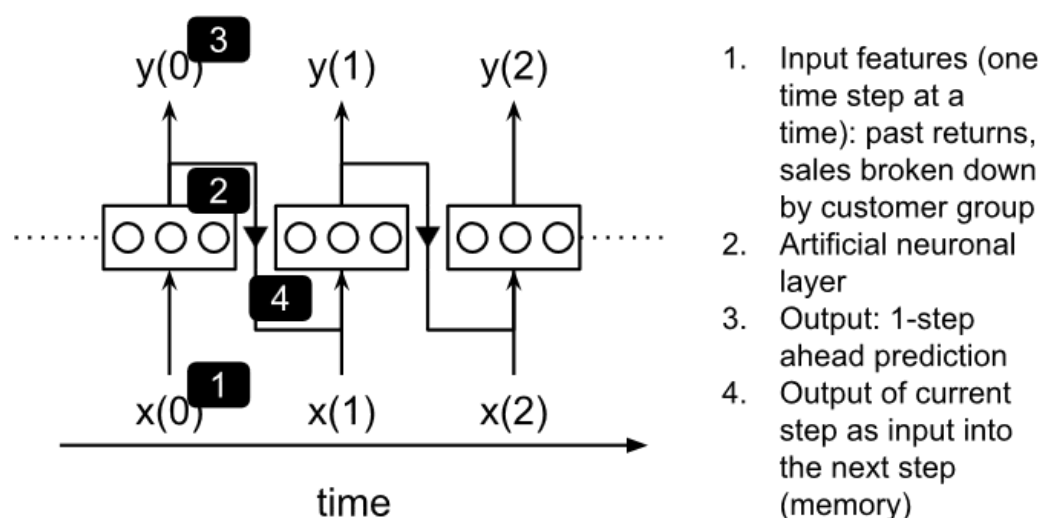 3
y(0)
y(1)
y(2)
2
4
1
x(0)
x(1)
x(2)
time
1. Input features (one
time step at a
time): past returns,
sales broken down
by customer group
2. Artificial neuronal
layer
3. Output: 1-step
ahead prediction
4. Output of current
step as input into
the next step
(memory)